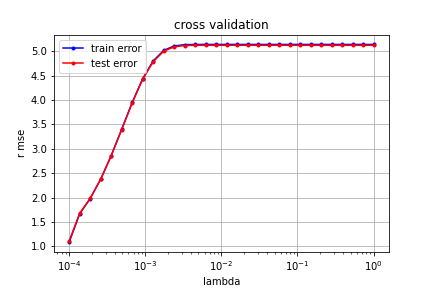 cross validation
train error
test error
5.0
4.5
4.0
3.5
3.0
2.5
2.0
1.5
1.0
r mse
10⁻⁴ 10⁻³ 10⁻² 10⁻¹ 10⁰
lambda